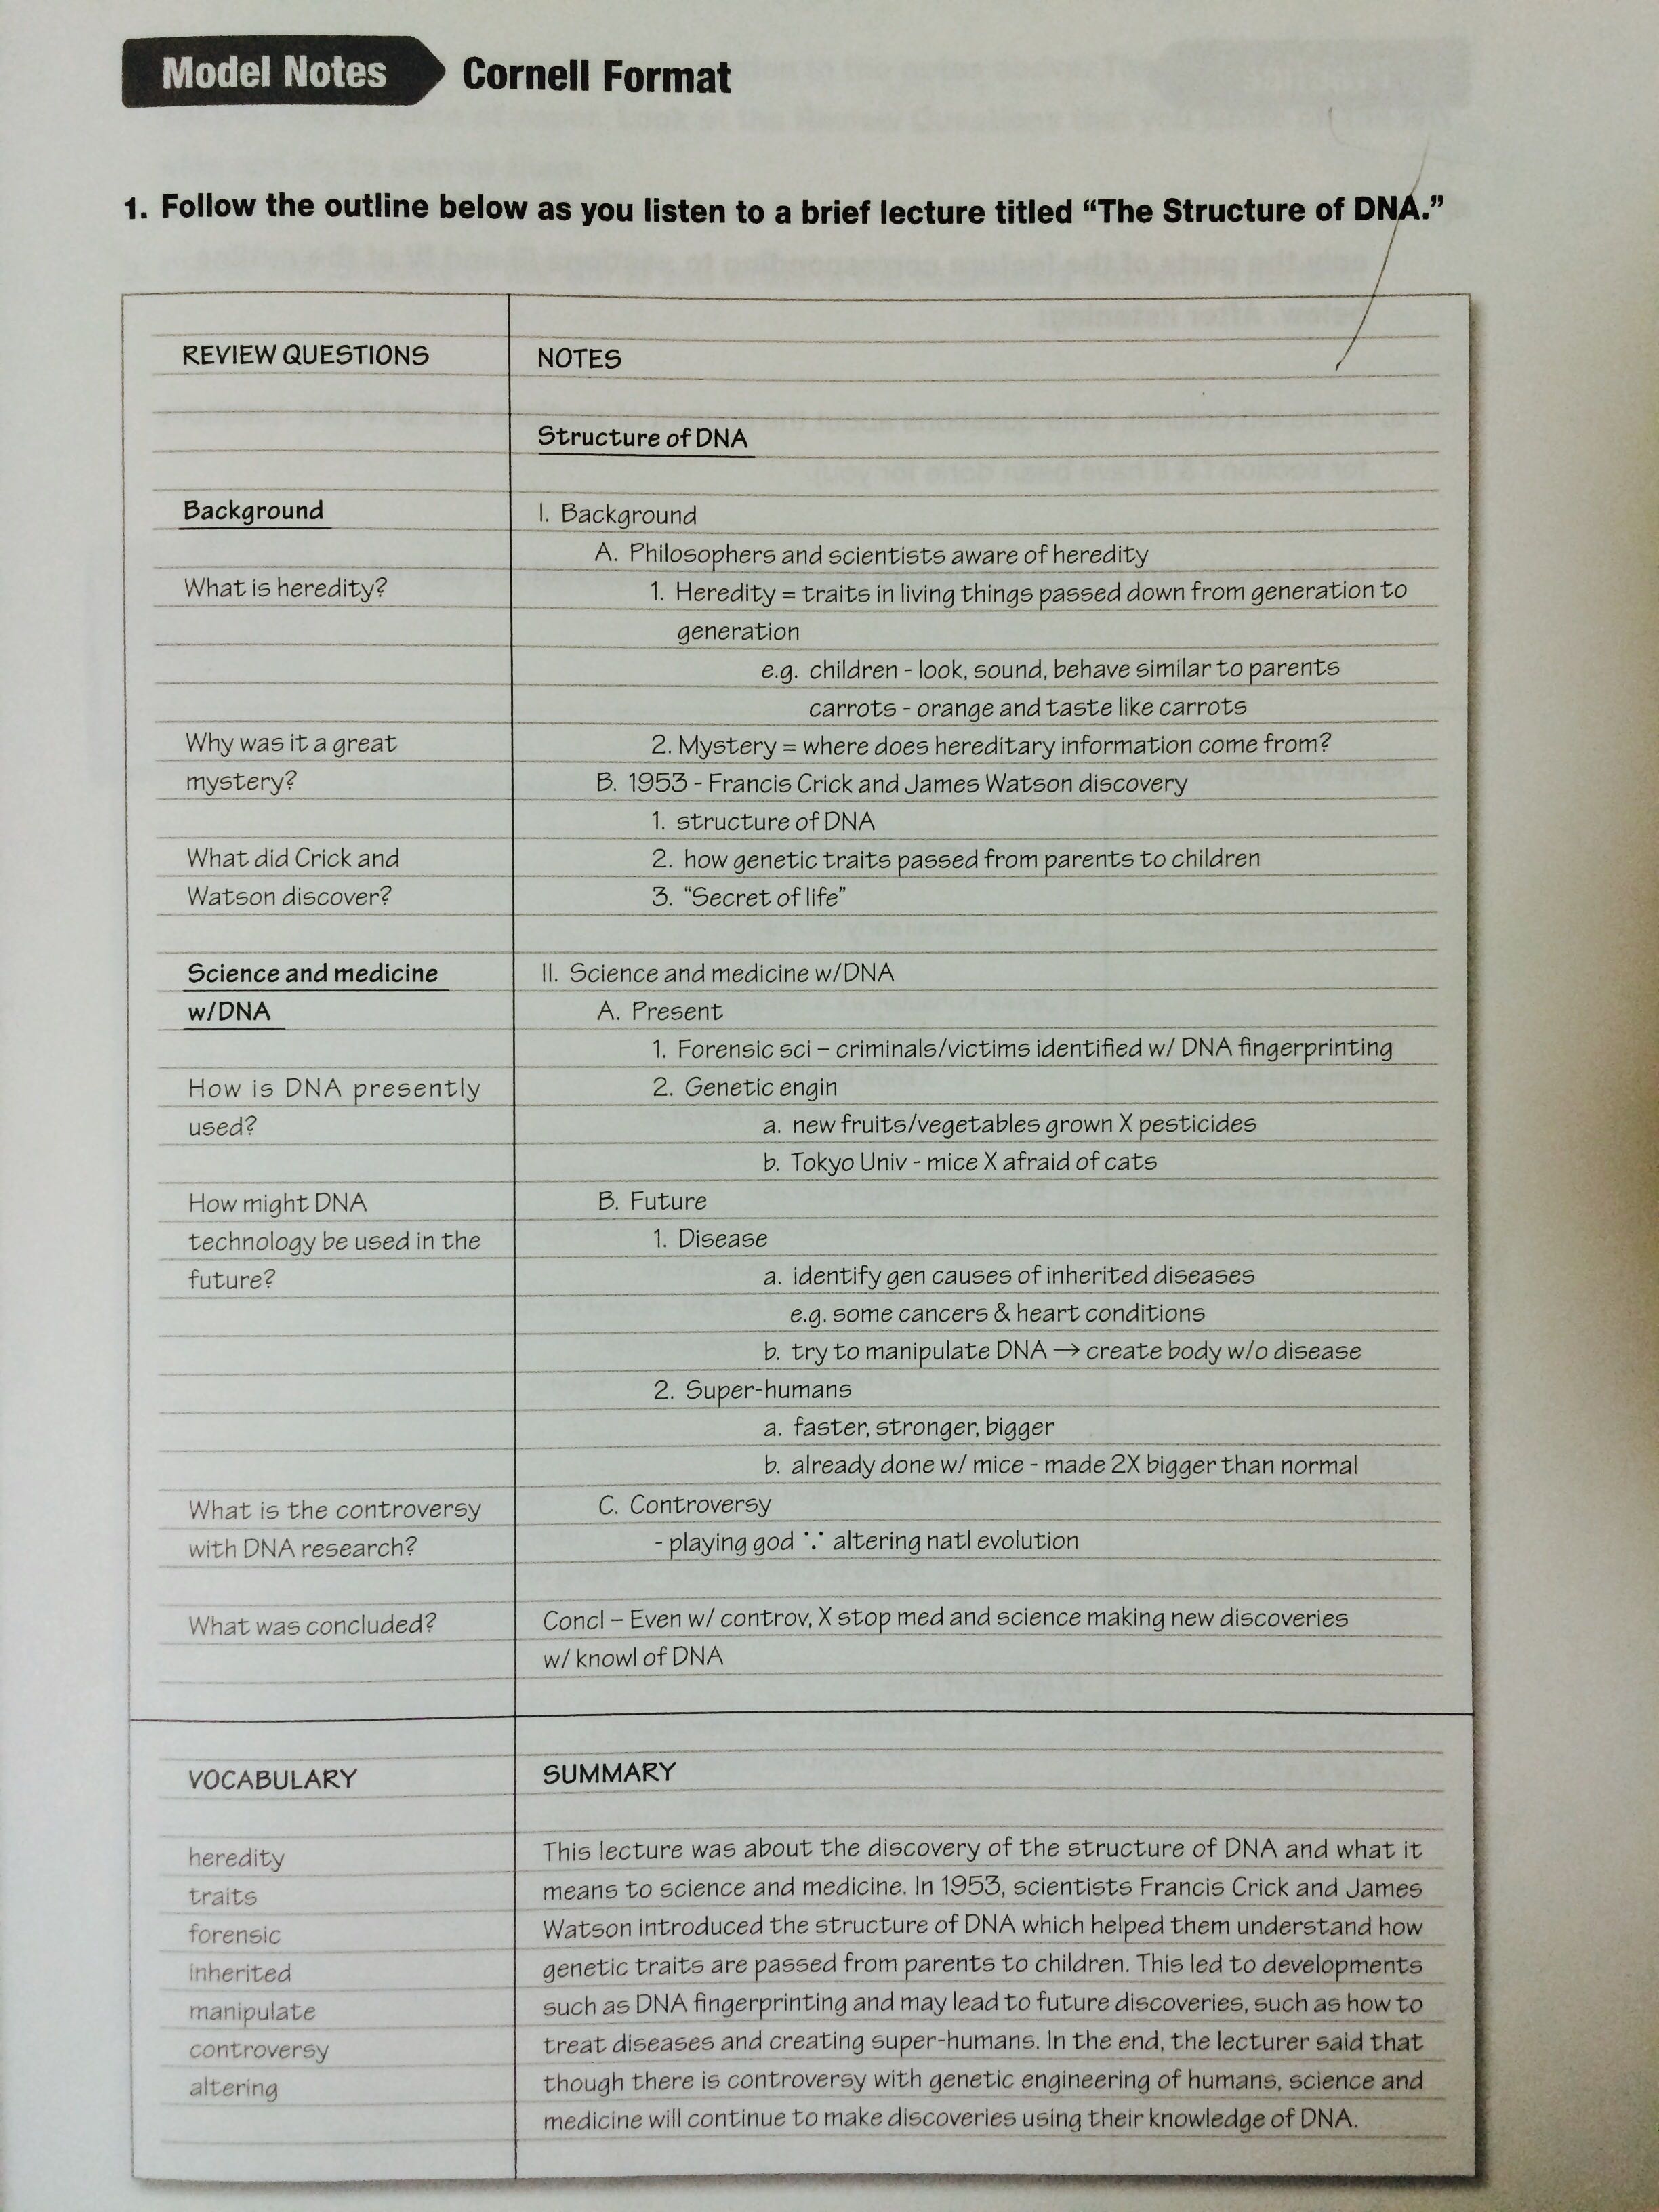 Model Notes Cornell Format
1. Follow the outline below as you listen to a brief lecture titled “The Structure of DNA.”
REVIEW QUESTIONS
NOTES
Structure of DNA
Background
I. Background
A. Philosophers and scientists aware of heredity
What is heredity?
1. Heredity = traits in living things passed down from generation to
generation
e.g. children - look, sound, behave similar to parents
carrots - orange and taste like carrots
Why was it a great
2. Mystery = where does hereditary information come from?
mystery?
B. 1953 - Francis Crick and James Watson discovery
1. structure of DNA
What did Crick and
2. how genetic traits passed from parents to children
Watson discover?
3. “Secret of life”
Science and medicine
II. Science and medicine w/DNA
w/DNA
A. Present
1. Forensic sci – criminals/victims identified w/ DNA fingerprinting
How is DNA presently
2. Genetic engin
used?
a. new fruits/vegetables grown X pesticides
b. Tokyo Univ - mice X afraid of cats
How might DNA
B. Future
technology be used in the
1. Disease
future?
a. identify gen causes of inherited diseases
e.g. some cancers & heart conditions
b. try to manipulate DNA → create body w/o disease
2. Super-humans
a. faster, stronger, bigger
b. already done w/ mice - made 2X bigger than normal
What is the controversy
C. Controversy
with DNA research?
- playing god ∵ altering natl evolution
What was concluded?
Concl – Even w/ controv, X stop med and science making new discoveries
w/ knowl of DNA
VOCABULARY
SUMMARY
heredity
This lecture was about the discovery of the structure of DNA and what it
traits
means to science and medicine. In 1953, scientists Francis Crick and James
forensic
Watson introduced the structure of DNA which helped them understand how
inherited
genetic traits are passed from parents to children. This led to developments
manipulate
such as DNA fingerprinting and may lead to future discoveries, such as how to
controversy
treat diseases and creating super-humans. In the end, the lecturer said that
altering
though there is controversy with genetic engineering of humans, science and
medicine will continue to make discoveries using their knowledge of DNA.